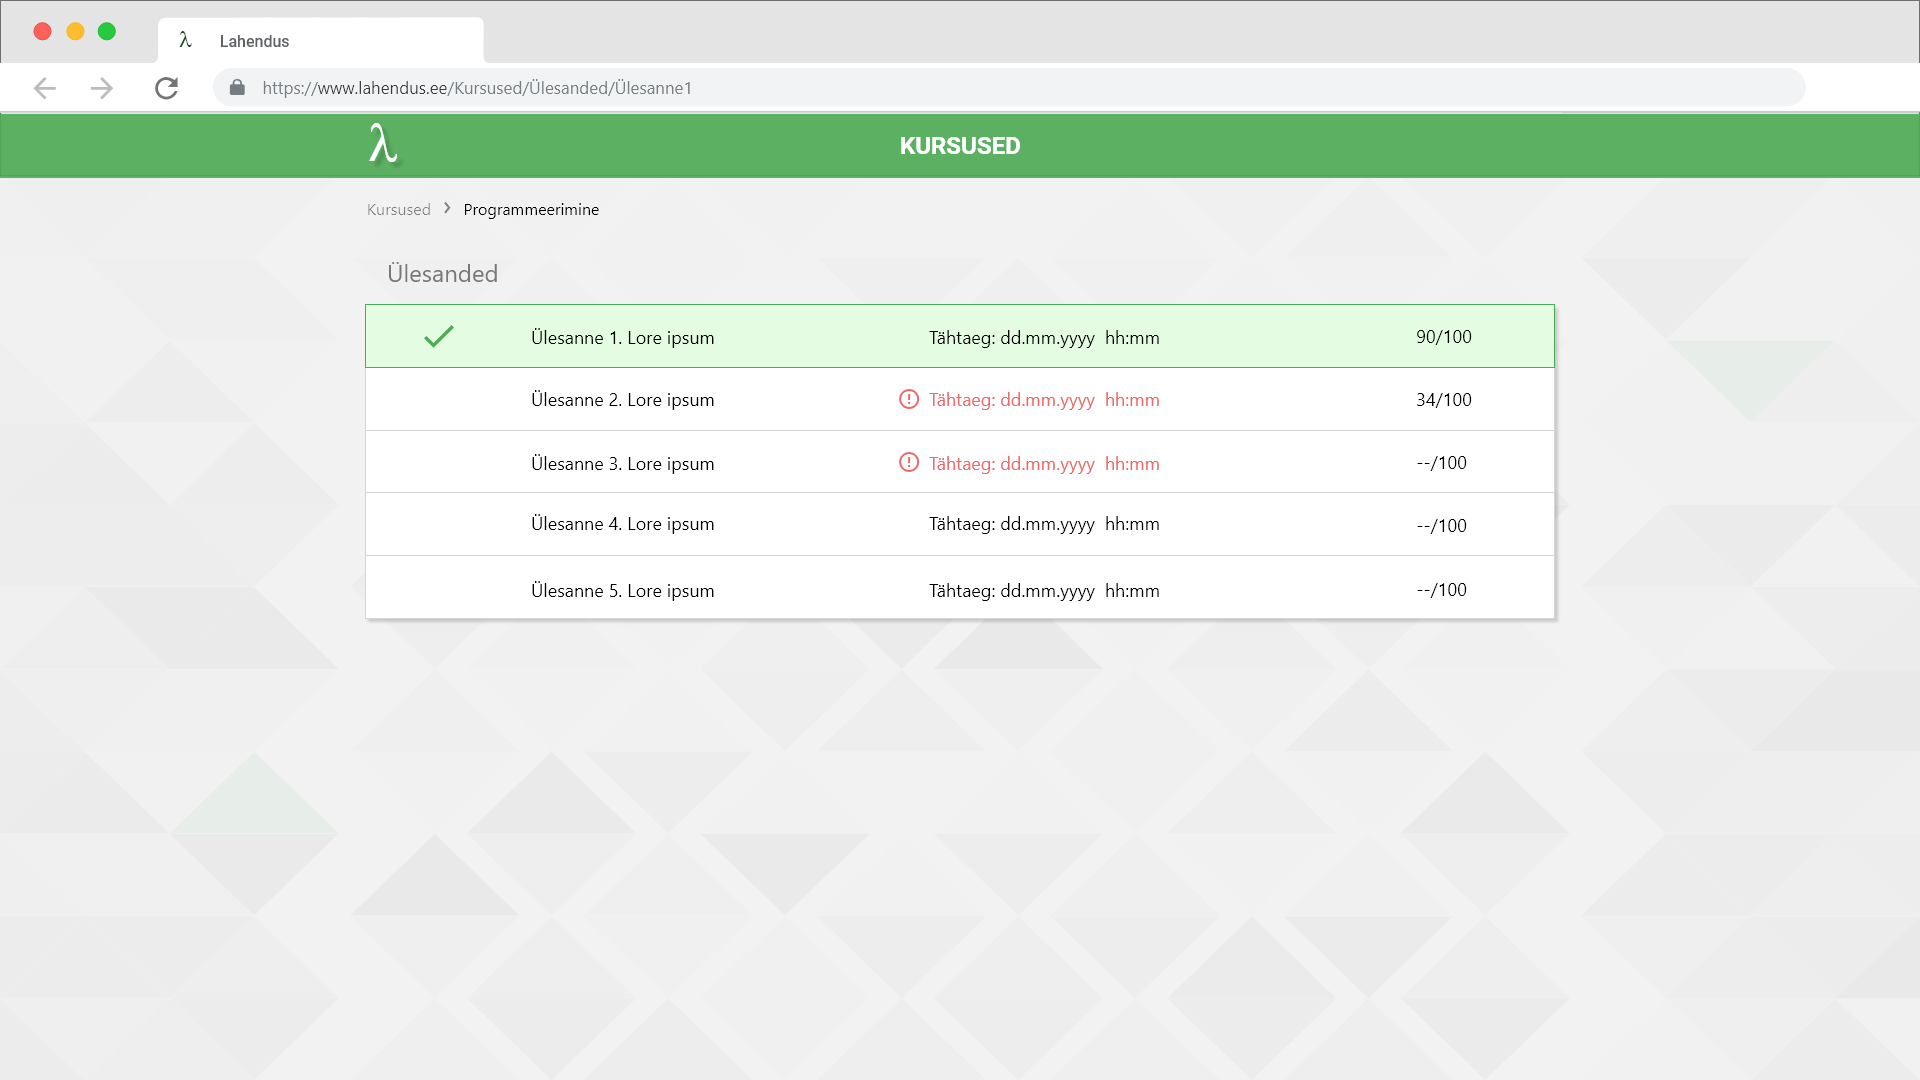 λ Lahendus
https://www.lahendus.ee/Kursused/Ülesanded/Ülesanne1
λ KURSUSED
Kursused > Programmeerimine
Ülesanded
Ülesanne 1. Lore ipsum Tähtaeg: dd.mm.yyyy hh:mm 90/100
Ülesanne 2. Lore ipsum Tähtaeg: dd.mm.yyyy hh:mm 34/100
Ülesanne 3. Lore ipsum Tähtaeg: dd.mm.yyyy hh:mm --/100
Ülesanne 4. Lore ipsum Tähtaeg: dd.mm.yyyy hh:mm --/100
Ülesanne 5. Lore ipsum Tähtaeg: dd.mm.yyyy hh:mm --/100